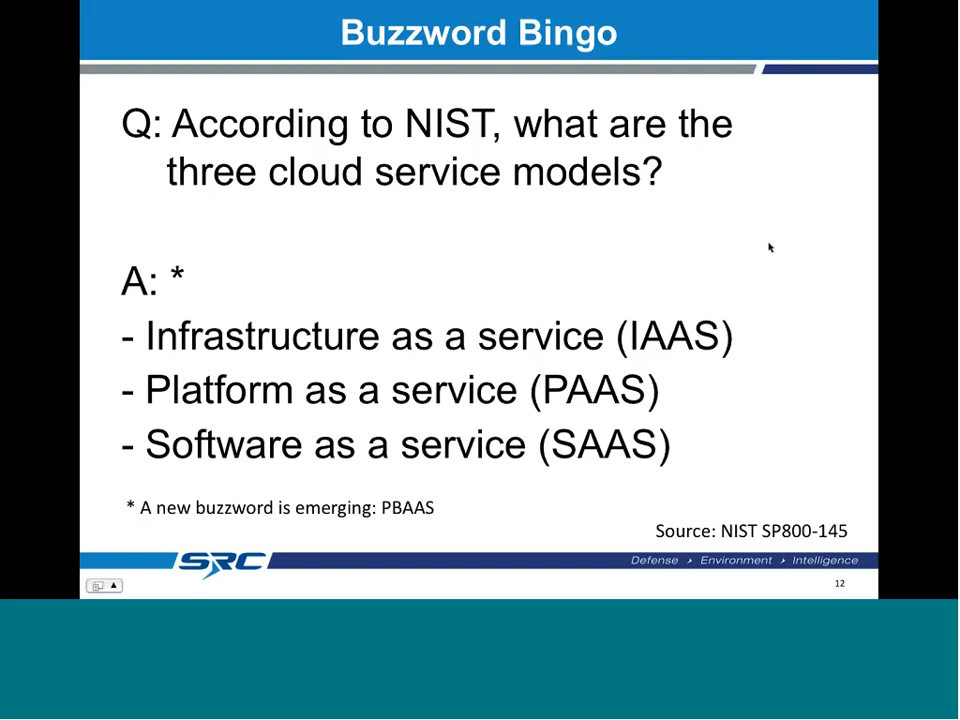 Buzzword Bingo
Q: According to NIST, what are the
three cloud service models?
A: *
- Infrastructure as a service (IAAS)
- Platform as a service (PAAS)
- Software as a service (SAAS)
* A new buzzword is emerging: PBAAS
Source: NIST SP800-145
SRC
Defense › Environment › Intelligence
12